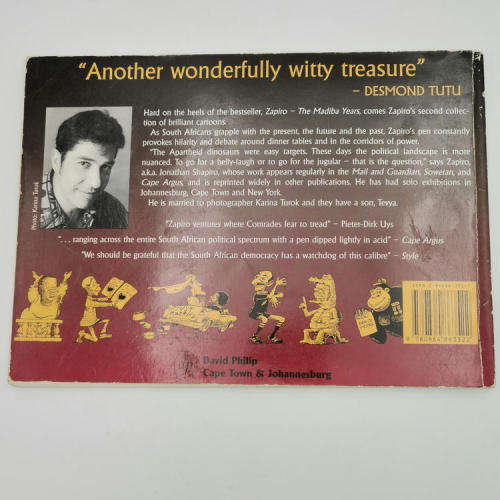 "Another wonderfully witty treasure"
– DESMOND TUTU
Hard on the heels of the bestseller, Zapiro – The Madiba Years, comes Zapiro's second collec-
tion of brilliant cartoons.
As South Africans grapple with the present, the future and the past, Zapiro's pen constantly
provokes hilarity and debate around dinner tables and in the corridors of power.
"The Apartheid dinosaurs were easy targets. These days the political landscape is more
nuanced. To go for a belly-laugh or to go for the jugular – that is the question," says Zapiro,
a.k.a. Jonathan Shapiro, whose work appears regularly in the Mail and Guardian, Sowetan, and
Cape Argus, and is reprinted widely in other publications. He has had solo exhibitions in
Johannesburg, Cape Town and New York.
He is married to photographer Karina Turok and they have a son, Tevya.
Photo: Karina Turok
"Zapiro ventures where Comrades fear to tread" – Pieter-Dirk Uys
". . . ranging across the entire South African political spectrum with a pen dipped lightly in acid" – Cape Argus
"We should be grateful that the South African democracy has a watchdog of this calibre" – Style
David Philip
Cape Town & Johannesburg